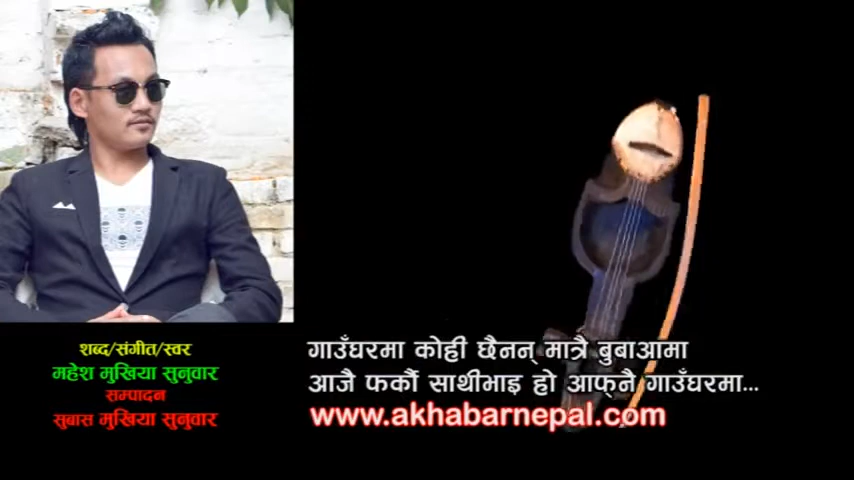 शब्द/संगीत/स्वर
महेश मुखिया सुनुवार
सम्पादन
सुबास मुखिया सुनुवार
गाउँघरमा कोही छैनन् मात्रै बुबाआमा
आजै फर्कौ साथीभाइ हो आफ्नै गाउँघरमा...
www.akhabarnepal.com